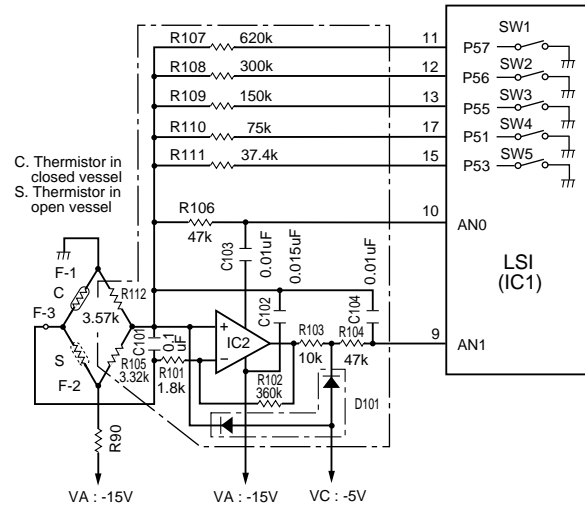 R107 620k 11 P57 SW1
R108 300k 12 P56 SW2
R109 150k 13 P55 SW3
R110 75k 17 P51 SW4
R111 37.4k 15 P53 SW5
C. Thermistor in
closed vessel
S. Thermistor in
open vessel
R106
47k
10 AN0
C103
0.01uF
0.015uF
0.01uF
LSI
(IC1)
F-1
C
R112
F-3
3.57k
C101
0.1
uF
IC2
C102
C104
R103
10k
R104
47k
9 AN1
S
R105
3.32k
R101
1.8k
R102
360k
D101
F-2
R90
VA : -15V
VA : -15V
VC : -5V